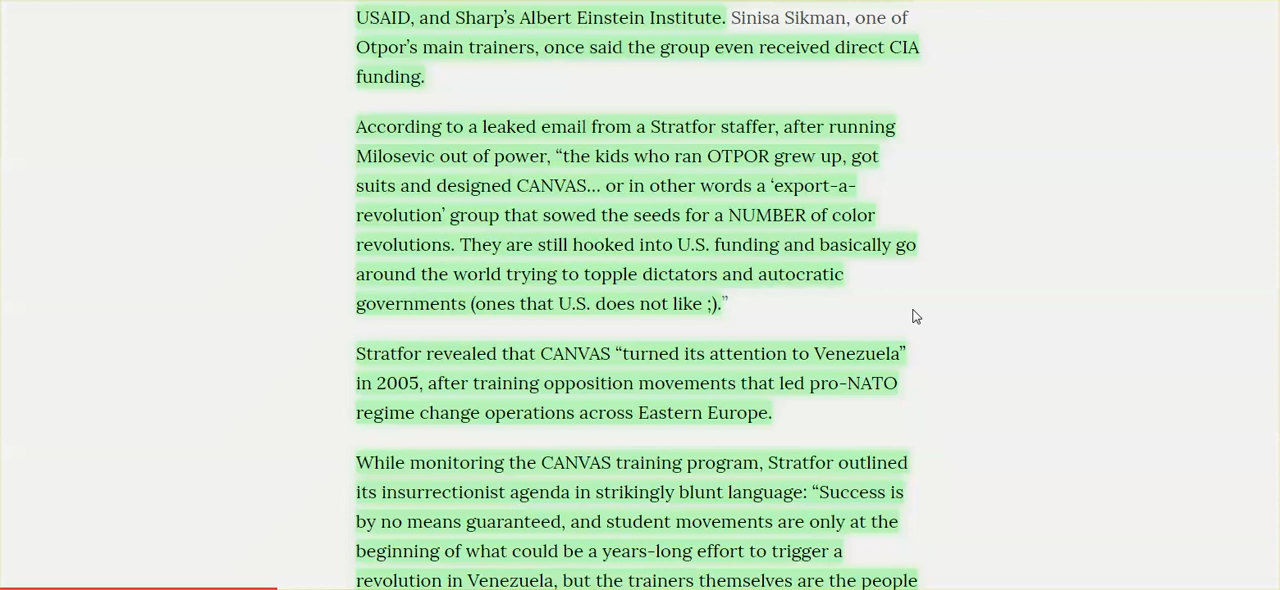 USAID, and Sharp’s Albert Einstein Institute. Sinisa Sikman, one of
Otpor’s main trainers, once said the group even received direct CIA
funding.
According to a leaked email from a Stratfor staffer, after running
Milosevic out of power, “the kids who ran OTPOR grew up, got
suits and designed CANVAS… or in other words a ‘export-a-
revolution’ group that sowed the seeds for a NUMBER of color
revolutions. They are still hooked into U.S. funding and basically go
around the world trying to topple dictators and autocratic
governments (ones that U.S. does not like ;).”
Stratfor revealed that CANVAS “turned its attention to Venezuela”
in 2005, after training opposition movements that led pro-NATO
regime change operations across Eastern Europe.
While monitoring the CANVAS training program, Stratfor outlined
its insurrectionist agenda in strikingly blunt language: “Success is
by no means guaranteed, and student movements are only at the
beginning of what could be a years-long effort to trigger a
revolution in Venezuela, but the trainers themselves are the people